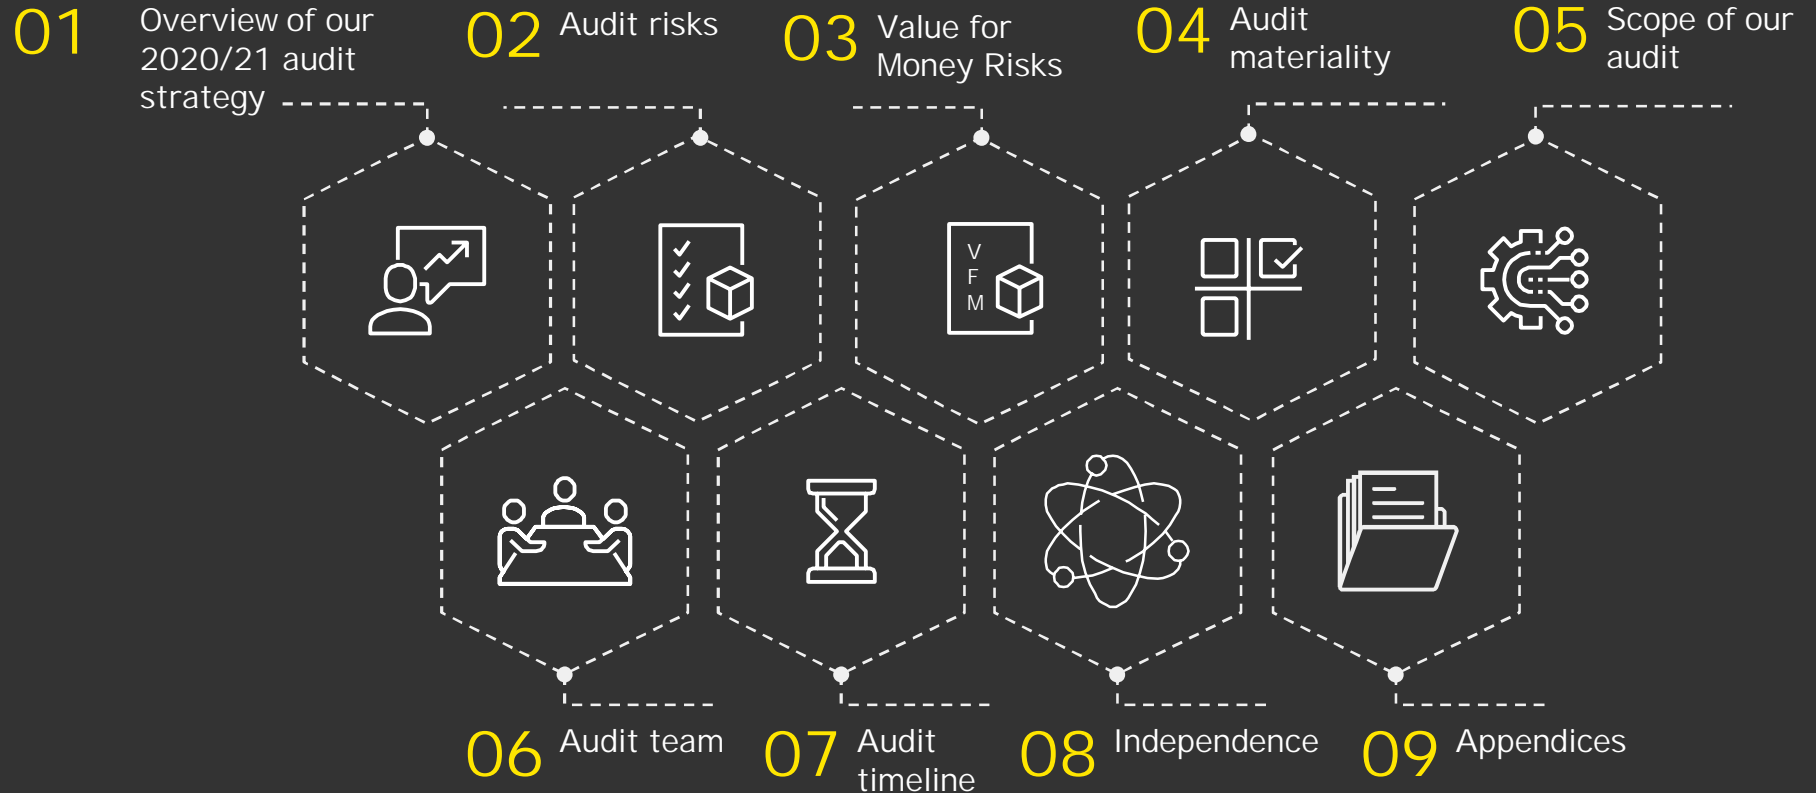 01
Overview of our
2020/21 audit
strategy
02
Audit risks
03
Value for
Money Risks
04
Audit
materiality
05
Scope of our
audit
V
F
M
06
Audit team
07
Audit
timeline
08
Independence
09
Appendices